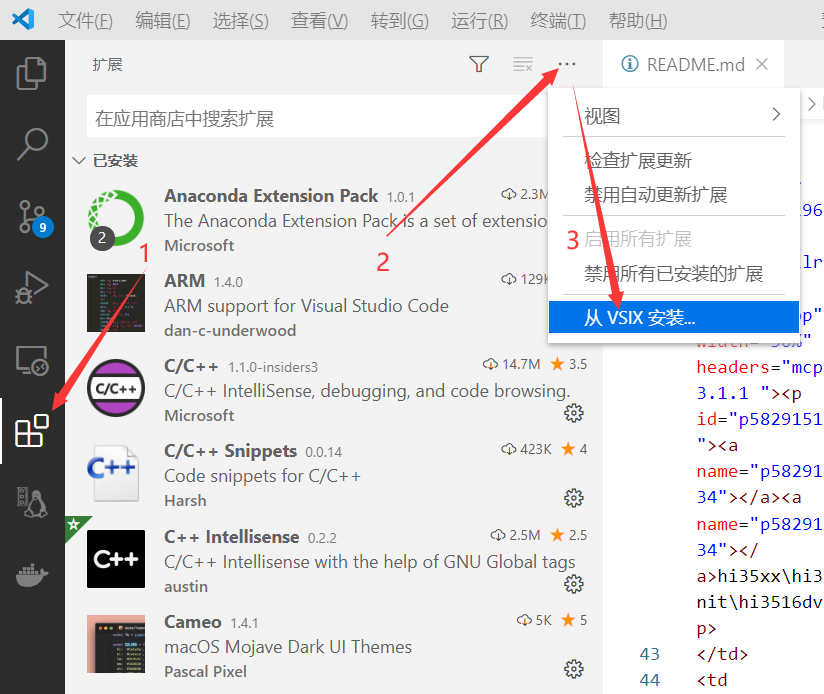 文件(F) 编辑(E) 选择(S) 查看(V) 转到(G) 运行(R) 终端(T) 帮助(H)
扩展
README.md
在应用商店中搜索扩展
视图
已安装
检查扩展更新
禁用自动更新扩展
启用所有扩展
禁用所有已安装的扩展
从 VSIX 安装...
1
2
3
9
Anaconda Extension Pack 1.0.1 2.3M
The Anaconda Extension Pack is a set of extensio
Microsoft
2
ARM 1.4.0 129K
ARM support for Visual Studio Code
dan-c-underwood
C/C++ 1.1.0-insiders3 14.7M 3.5
C/C++ IntelliSense, debugging, and code browsing.
Microsoft
C/C++
C/C++ Snippets 0.0.14 423K 4
Code snippets for C/C++
Harsh
C++
C++ Intellisense 0.2.2 2.5M 2.5
C/C++ Intellisense with the help of GNU Global tags
austin
C++
Cameo 1.4.1 5K 5
macOS Mojave Dark UI Themes
Pascal Pixel
96
lr
op"
width="50%"
headers="mcp
3.1.1 "><p
id="p5829151
"><a
name="p58291
34"></a><a
name="p58291
34"></
a>hi35xx\hi3
nit\hi3516dv
p>
43 </td>
44 <td